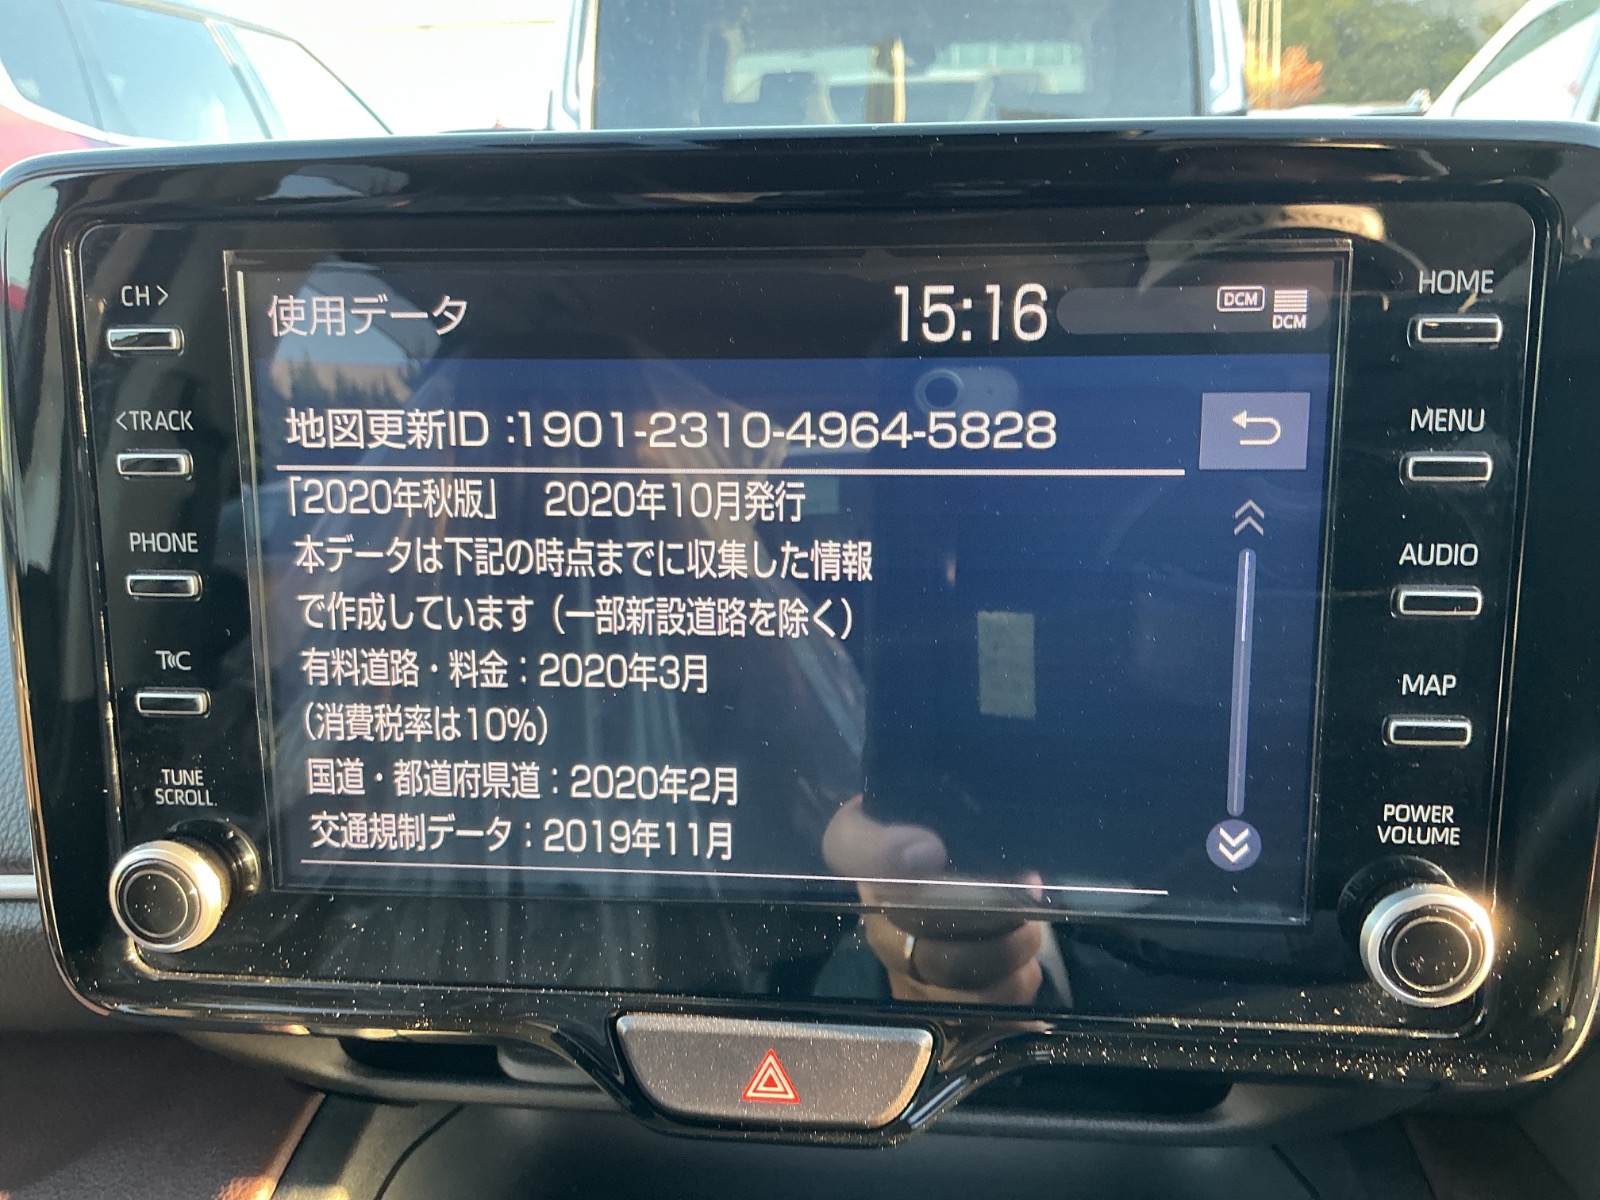 使用データ
15:16
DCM
DCM
地図更新ID :1901-2310-4964-5828
「2020年秋版」 2020年10月発行
本データは下記の時点までに収集した情報
で作成しています（一部新設道路を除く）
有料道路・料金：2020年3月
（消費税率は10%）
国道・都道府県道：2020年2月
交通規制データ：2019年11月
CH >
<TRACK
PHONE
T«C
TUNE
SCROLL
HOME
MENU
AUDIO
MAP
POWER
VOLUME